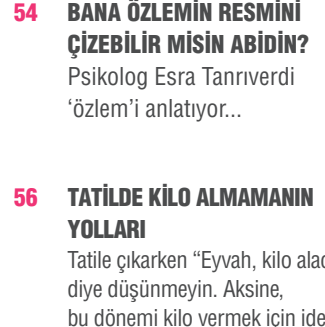 54 BANA ÖZLEMİN RESMİNİ
ÇİZEBİLİR MİSİN ABİDİN?
Psikolog Esra Tanrıverdi
‘özlem’i anlatıyor...
56 TATİLDE KİLO ALMAMANIN
YOLLARI
Tatile çıkarken “Eyvah, kilo
diye düşünmeyin. Aksine,
bu dönemi kilo vermek için